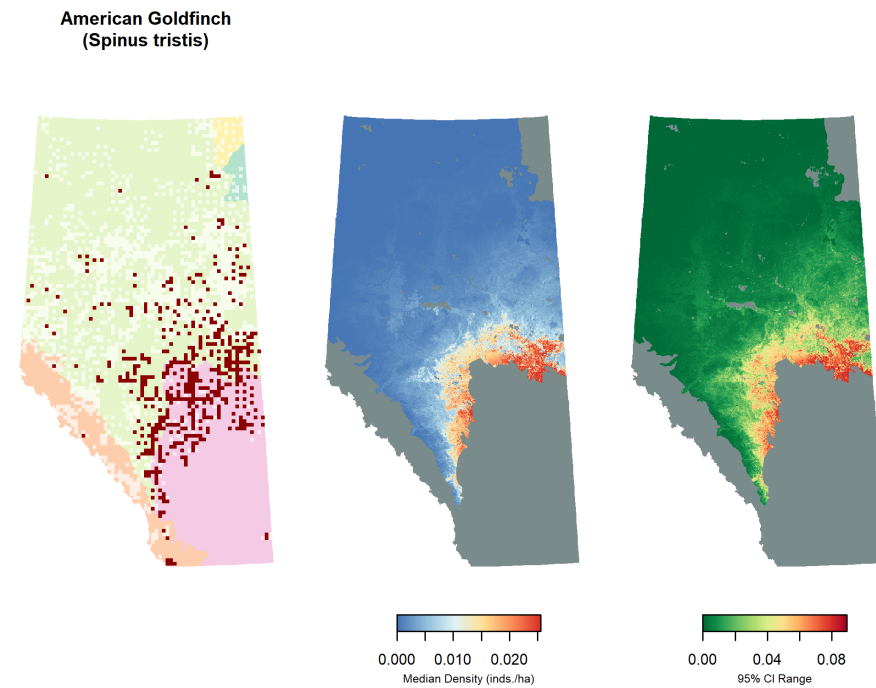 American Goldfinch
(Spinus tristis)
0.000 0.010 0.020
Median Density (inds./ha)
0.00 0.04 0.08
95% CI Range